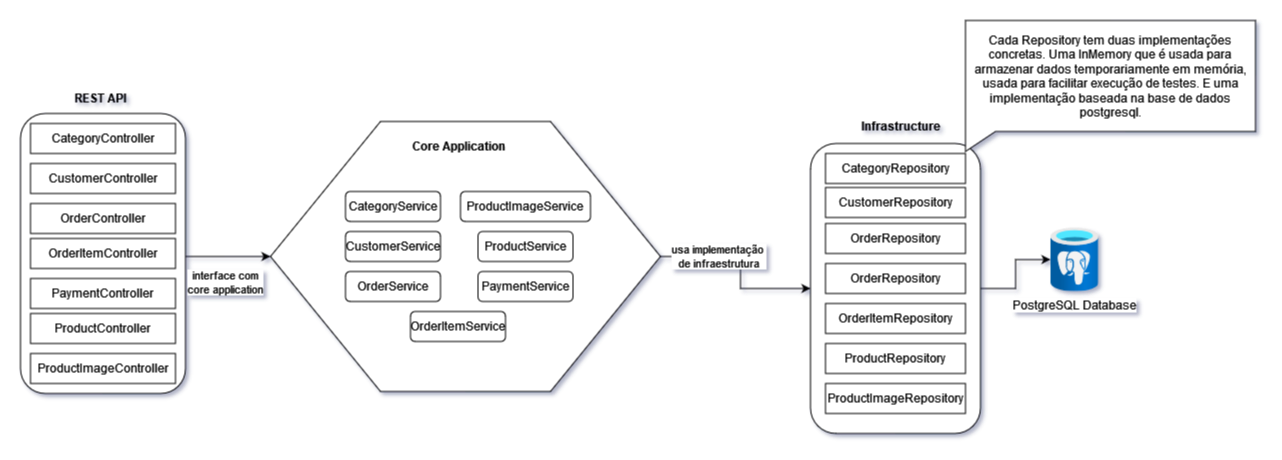 Cada Repository tem duas implementações
concretas. Uma InMemory que é usada para
armazenar dados temporariamente em memória,
usada para facilitar execução de testes. E uma
implementação baseada na base de dados
postgresql.
REST API
CategoryController
CustomerController
OrderController
OrderItemController
PaymentController
ProductController
ProductImageController
interface com
core application
Core Application
CategoryService
ProductImageService
CustomerService
ProductService
OrderService
PaymentService
OrderItemService
usa implementação
de infraestrutura
Infrastructure
CategoryRepository
CustomerRepository
OrderRepository
OrderRepository
OrderItemRepository
ProductRepository
ProductImageRepository
PostgreSQL Database